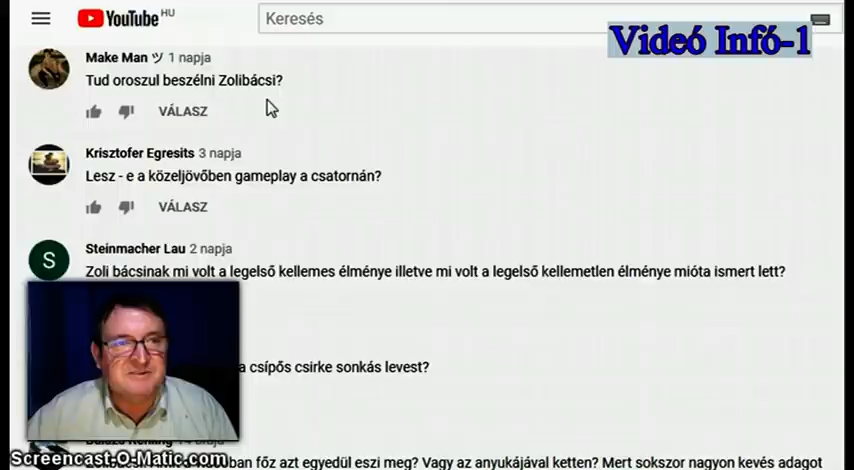 YouTube HU
Keresés
Videó Infó-1
Make Man ツ 1 napja
Tud oroszul beszélni Zolibácsi?
VÁLASZ
Krisztofer Egresits 3 napja
Lesz - e a közeljövőben gameplay a csatornán?
VÁLASZ
S
Steinmacher Lau 2 napja
Zoli bácsinak mi volt a legelső kellemes élménye illetve mi volt a legelső kellemetlen élménye mióta ismert lett?
a csípős csirke sonkás levest?
Screencast-O-Matic.com
főz azt egyedül eszi meg? Vagy az anyukájával ketten? Mert sokszor nagyon kevés adagot